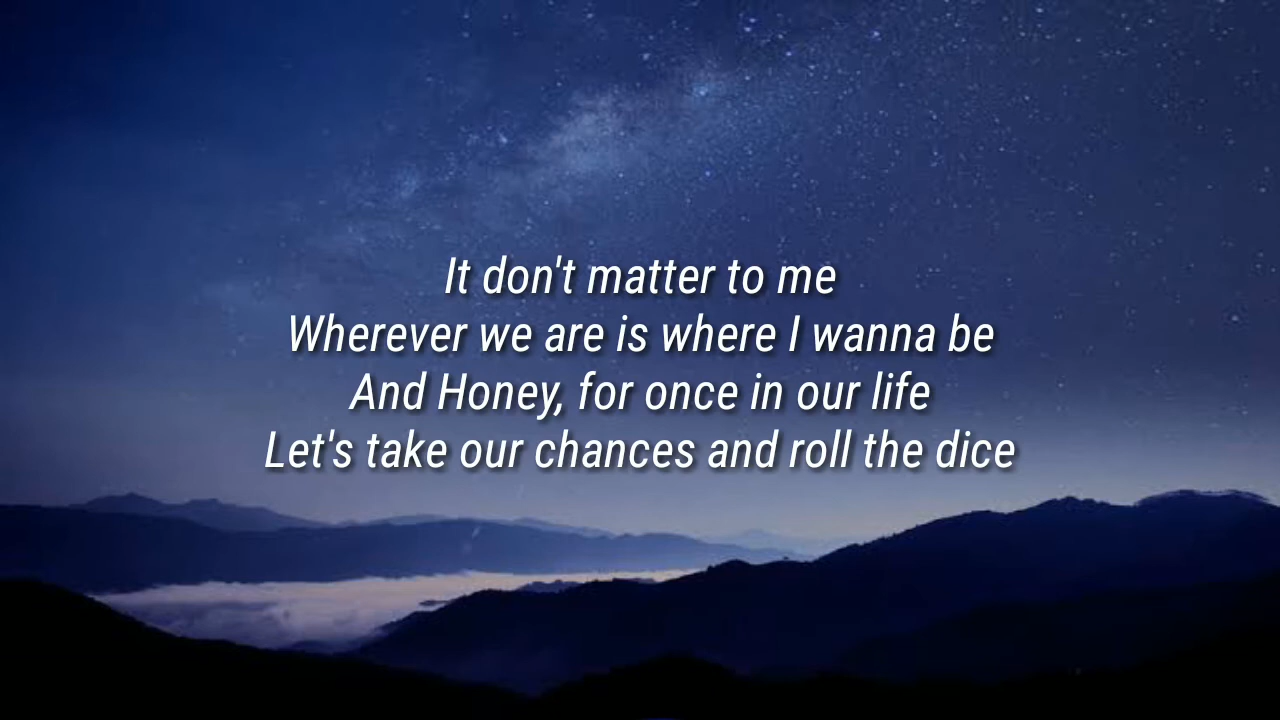 It don't matter to me
Wherever we are is where I wanna be
And Honey, for once in our life
Let's take our chances and roll the dice